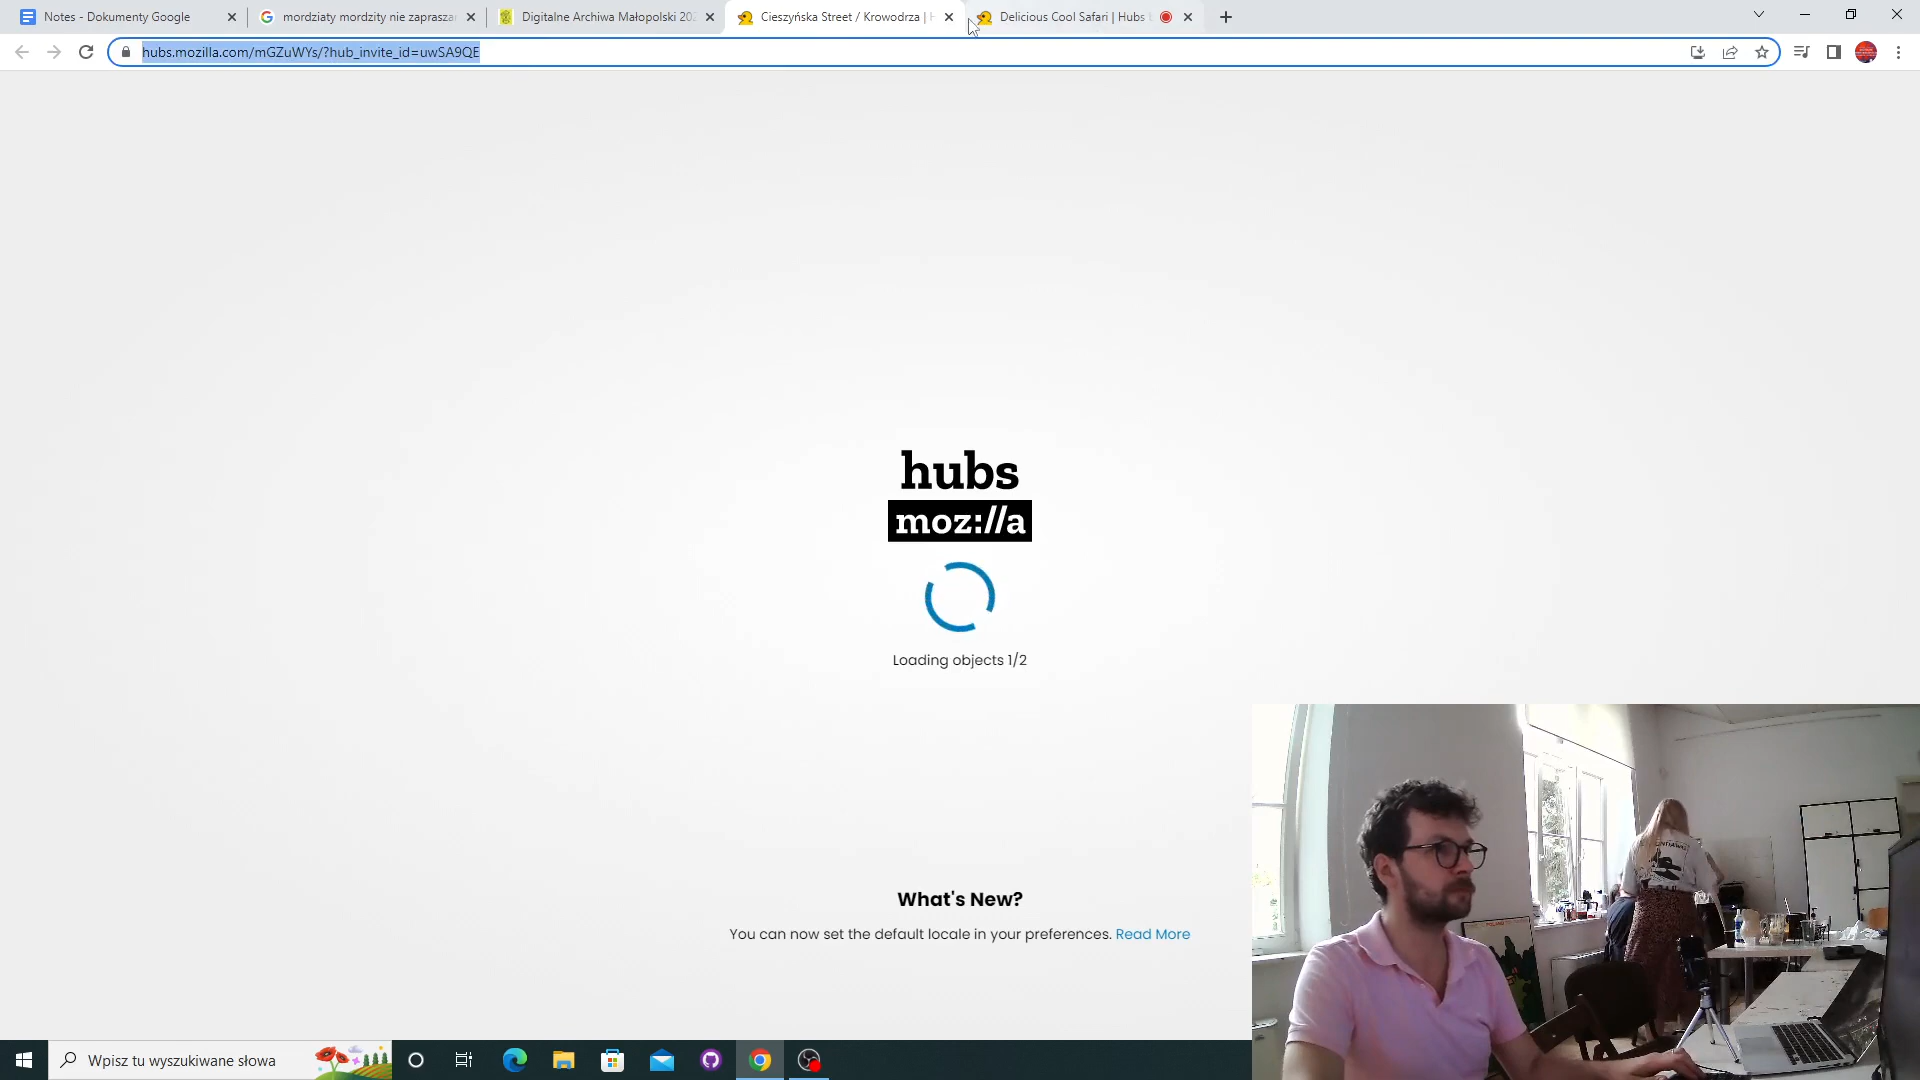 Notes - Dokumenty Google
mordziaty mordzity nie zaprasza
Digitalne Archiwa Małopolski 202
Cieszyńska Street / Krowodrza | H
Delicious Cool Safari | Hubs
hubs.mozilla.com/mGZuWYs/?hub_invite_id=uwSA9QE
hubs
moz://a
Loading objects 1/2
What's New?
You can now set the default locale in your preferences. Read More
Wpisz tu wyszukiwane słowa